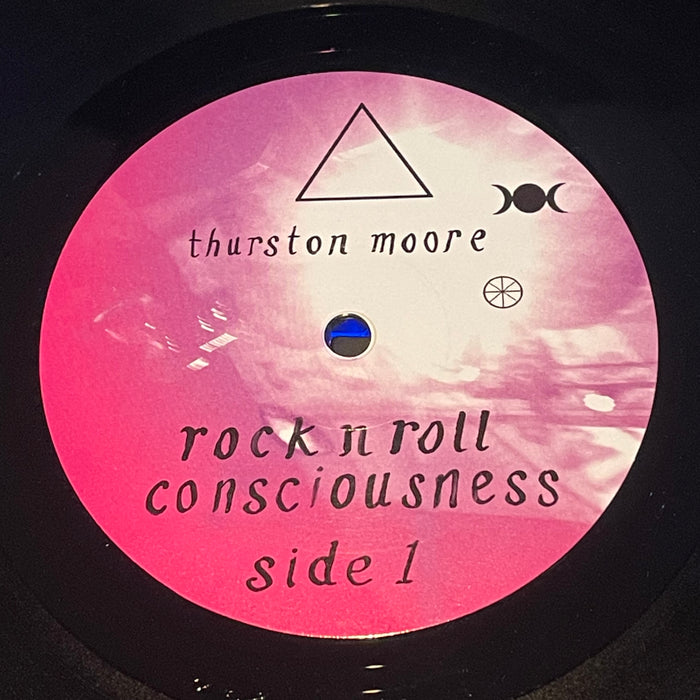 thurston moore
rock n roll
consciousness
side 1